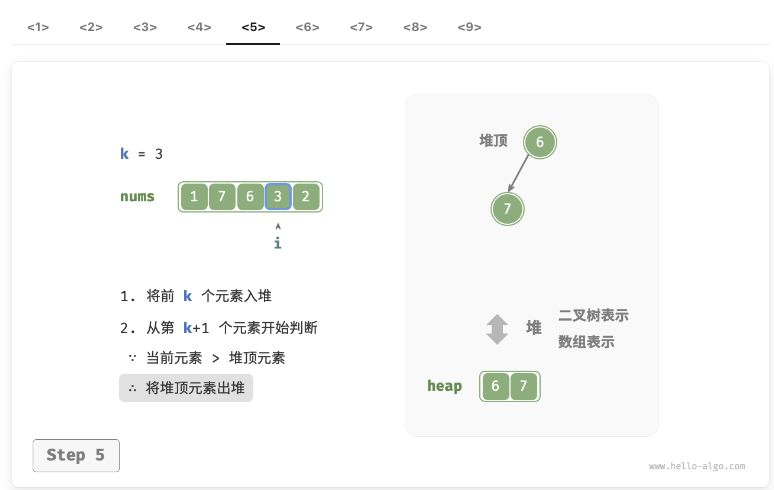 <1> <2> <3> <4> <5> <6> <7> <8> <9>
k = 3
nums 1 7 6 3 2
i
1. 将前 k 个元素入堆
2. 从第 k+1 个元素开始判断
∵ 当前元素 > 堆顶元素
∴ 将堆顶元素出堆
Step 5
堆顶 6
7
堆
二叉树表示
数组表示
heap 6 7
www.hello-algo.com